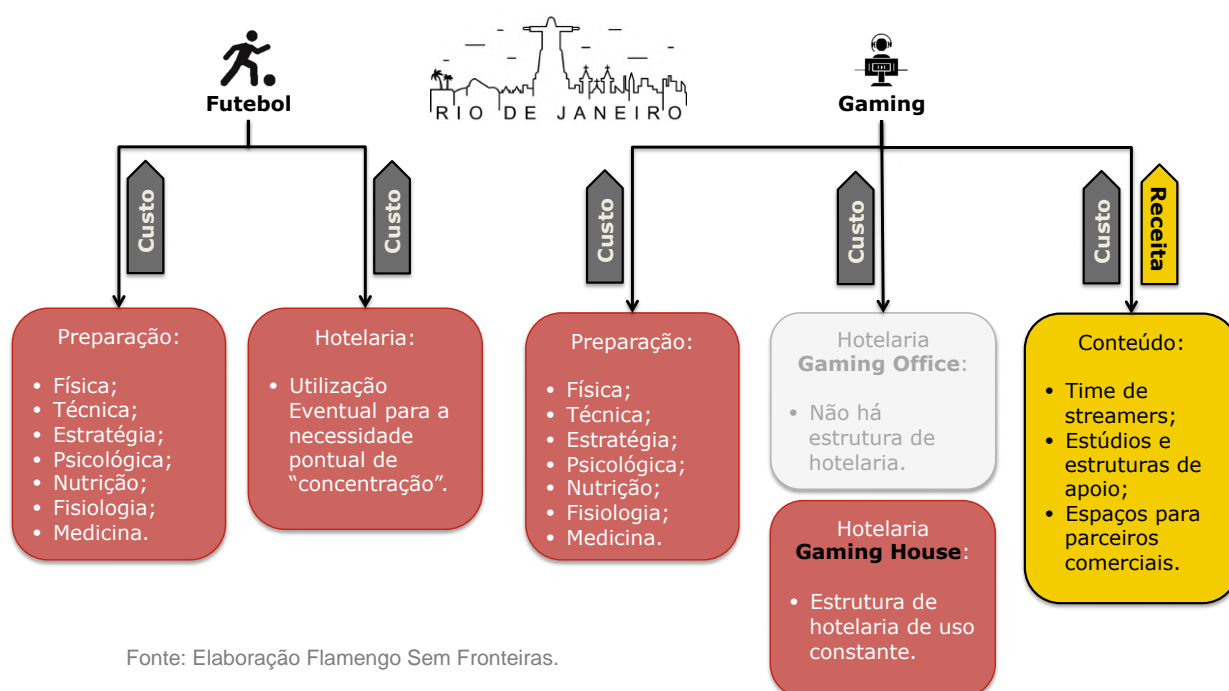 RIO DE JANEIRO
Futebol
Gaming
Custo
Custo
Custo
Custo
Custo
Receita
Preparação:
• Física;
• Técnica;
• Estratégia;
• Psicológica;
• Nutrição;
• Fisiologia;
• Medicina.
Hotelaria:
• Utilização
Eventual para a
necessidade
pontual de
“concentração”.
Preparação:
• Física;
• Técnica;
• Estratégia;
• Psicológica;
• Nutrição;
• Fisiologia;
• Medicina.
Hotelaria
Gaming Office:
• Não há
estrutura de
hotelaria.
Hotelaria
Gaming House:
• Estrutura de
hotelaria de uso
constante.
Conteúdo:
• Time de
streamers;
• Estúdios e
estruturas de
apoio;
• Espaços para
parceiros
comerciais.
Fonte: Elaboração Flamengo Sem Fronteiras.